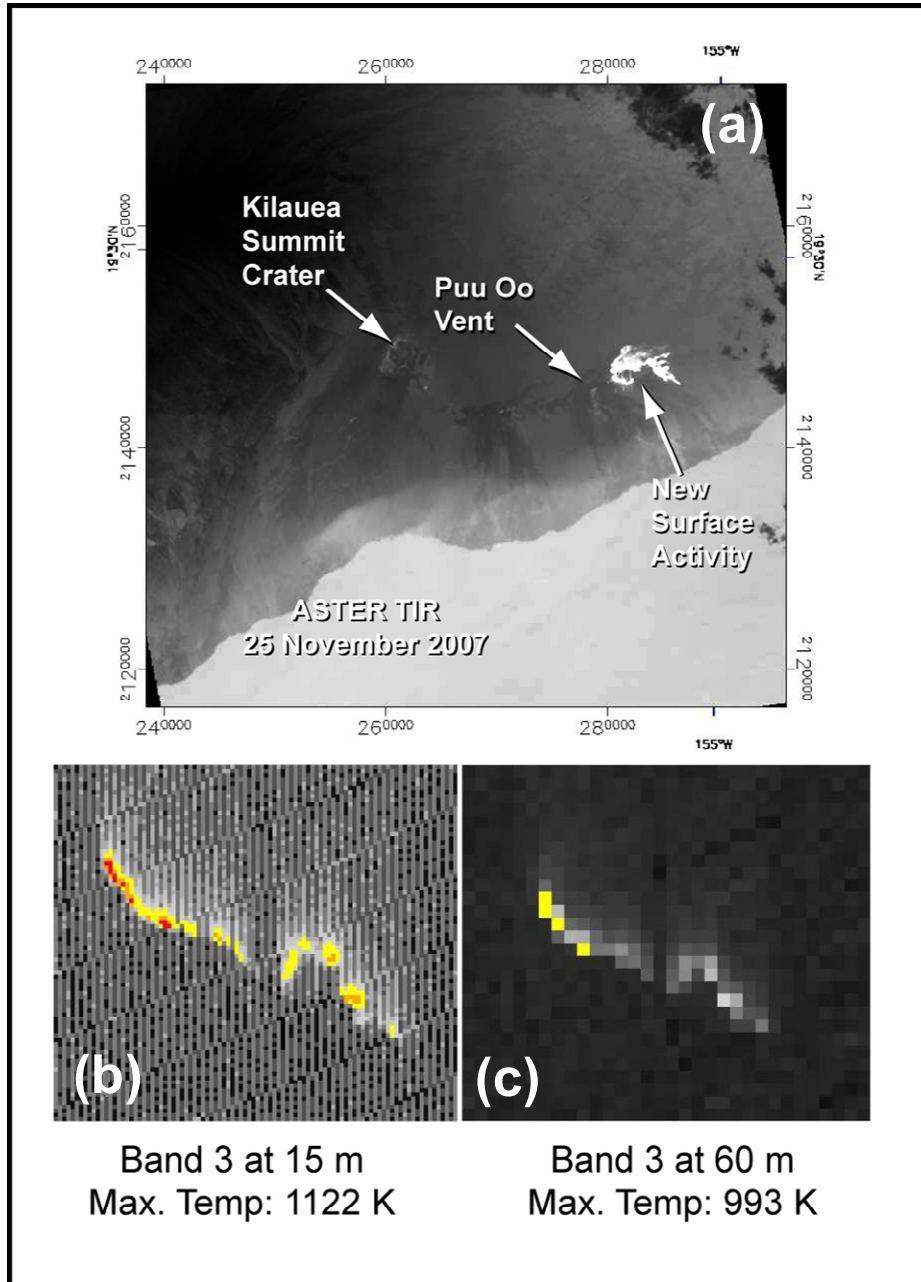 155°W
240000 260000 280000
(a)
Kilauea
Summit
Crater
2160000
2160000
19°30'N
19°30'N
Puu Oo
Vent
2140000
2140000
New
Surface
Activity
ASTER TIR
25 November 2007
2120000
2120000
240000 260000 280000
155°W
(b)
(c)
Band 3 at 15 m
Max. Temp: 1122 K
Band 3 at 60 m
Max. Temp: 993 K